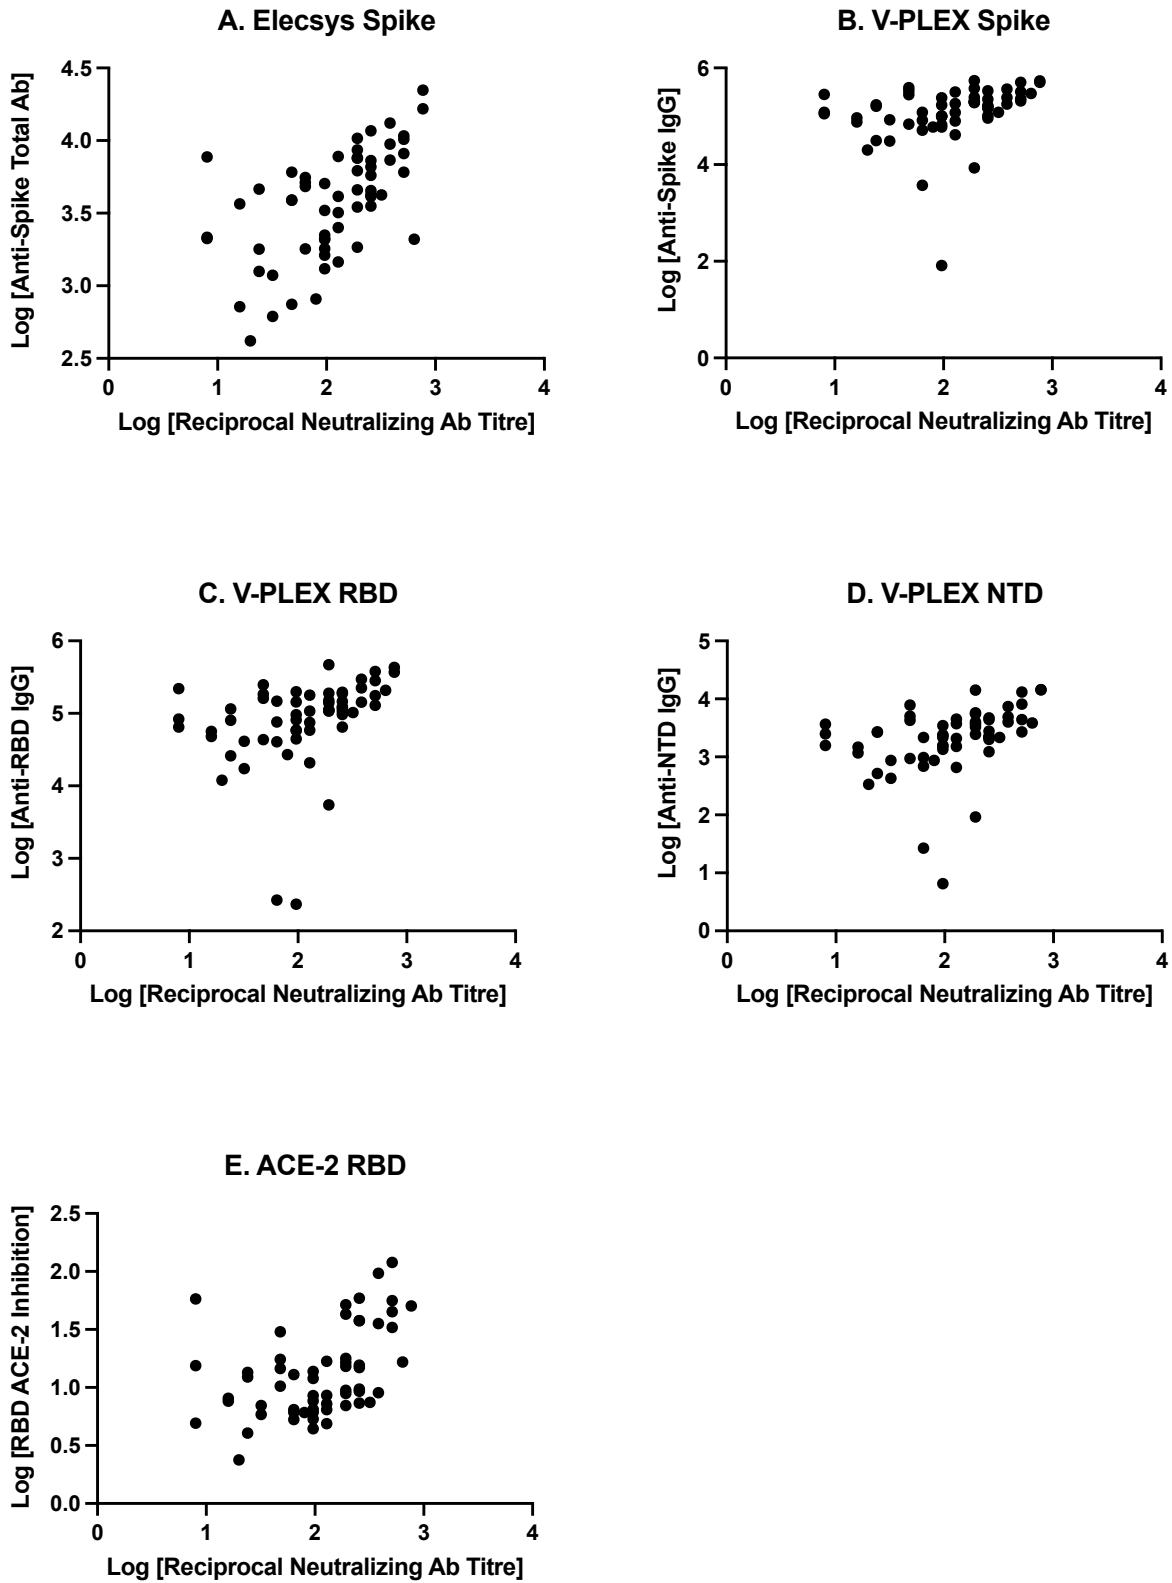 A. Elecsys Spike
Log [Anti-Spike Total Ab]
4.5
4.0
3.5
3.0
2.5
0 1 2 3 4
Log [Reciprocal Neutralizing Ab Titre]
B. V-PLEX Spike
Log [Anti-Spike IgG]
6
4
2
0
0 1 2 3 4
Log [Reciprocal Neutralizing Ab Titre]
C. V-PLEX RBD
Log [Anti-RBD IgG]
6
5
4
3
2
0 1 2 3 4
Log [Reciprocal Neutralizing Ab Titre]
D. V-PLEX NTD
Log [Anti-NTD IgG]
5
4
3
2
1
0
0 1 2 3 4
Log [Reciprocal Neutralizing Ab Titre]
E. ACE-2 RBD
Log [RBD ACE-2 Inhibition]
2.5
2.0
1.5
1.0
0.5
0.0
0 1 2 3 4
Log [Reciprocal Neutralizing Ab Titre]